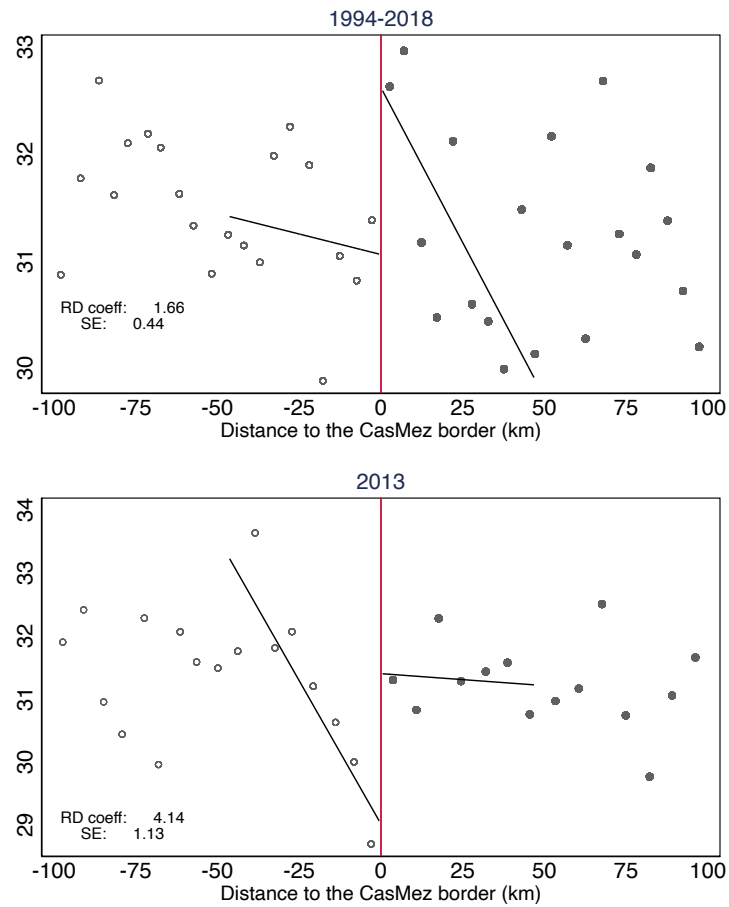 1994-2018
33
32
31
30
RD coeff: 1.66
SE: 0.44
-100 -75 -50 -25 0 25 50 75 100
Distance to the CasMez border (km)
2013
34
33
32
31
30
29
RD coeff: 4.14
SE: 1.13
-100 -75 -50 -25 0 25 50 75 100
Distance to the CasMez border (km)